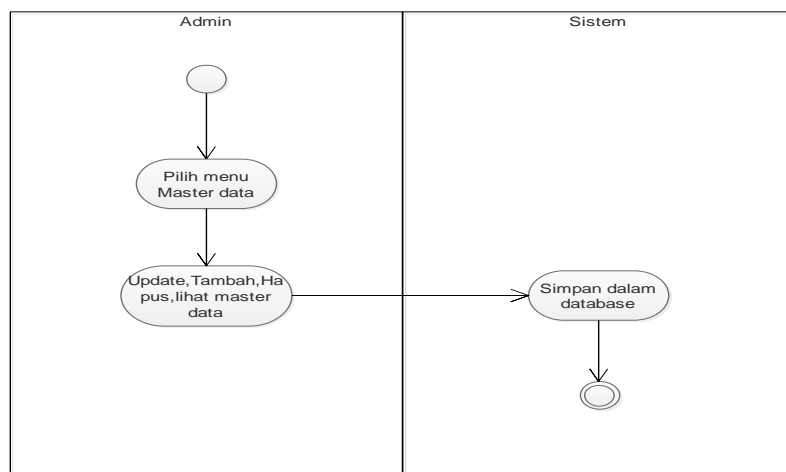 Admin
Sistem
Pilih menu
Master data
Update,Tambah,Ha
pus,lihat master
data
Simpan dalam
database